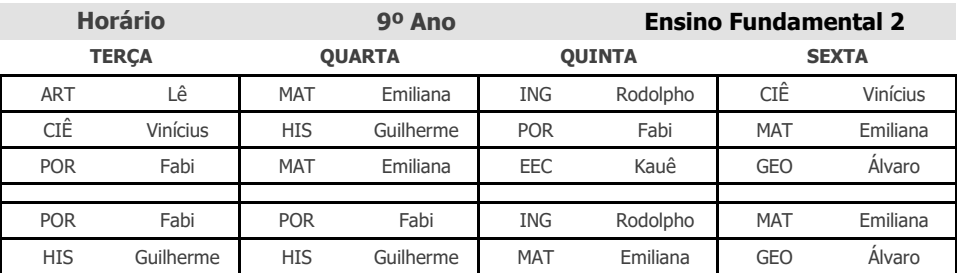 Horário 9º Ano Ensino Fundamental 2
TERÇA QUARTA QUINTA SEXTA
ART Lê MAT Emiliana ING Rodolpho CIÊ Vinícius
CIÊ Vinícius HIS Guilherme POR Fabi MAT Emiliana
POR Fabi MAT Emiliana EEC Kauê GEO Álvaro
POR Fabi POR Fabi ING Rodolpho MAT Emiliana
HIS Guilherme HIS Guilherme MAT Emiliana GEO Álvaro